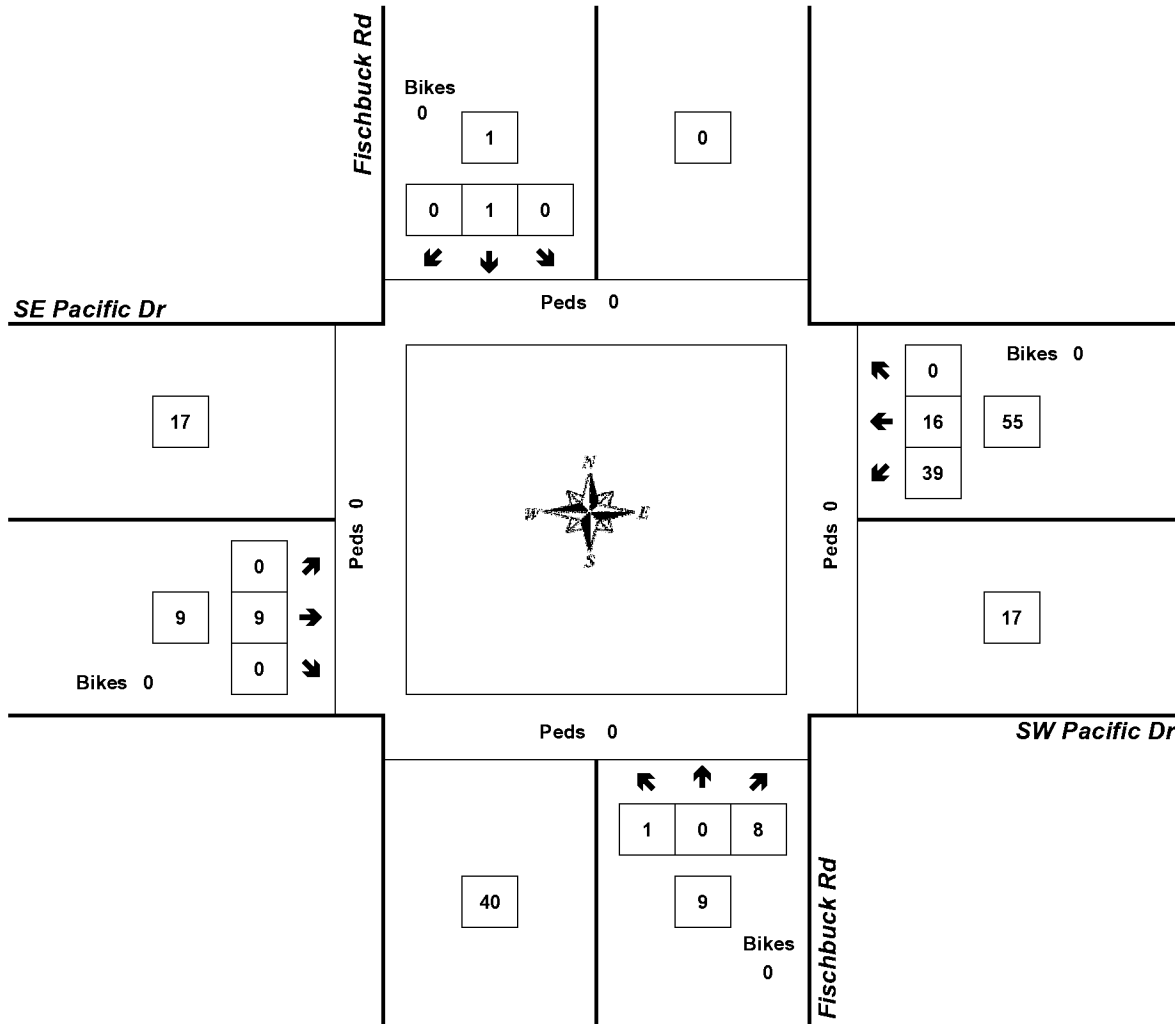 Fischbuck Rd
Bikes
0
1
0
0 1 0
Peds 0
SE Pacific Dr
17
0
16
39
55
Bikes 0
N
W E
S
Peds 0
Peds 0
9
0
9
0
Bikes 0
17
SW Pacific Dr
Peds 0
1 0 8
40
9
Bikes
0
Fischbuck Rd